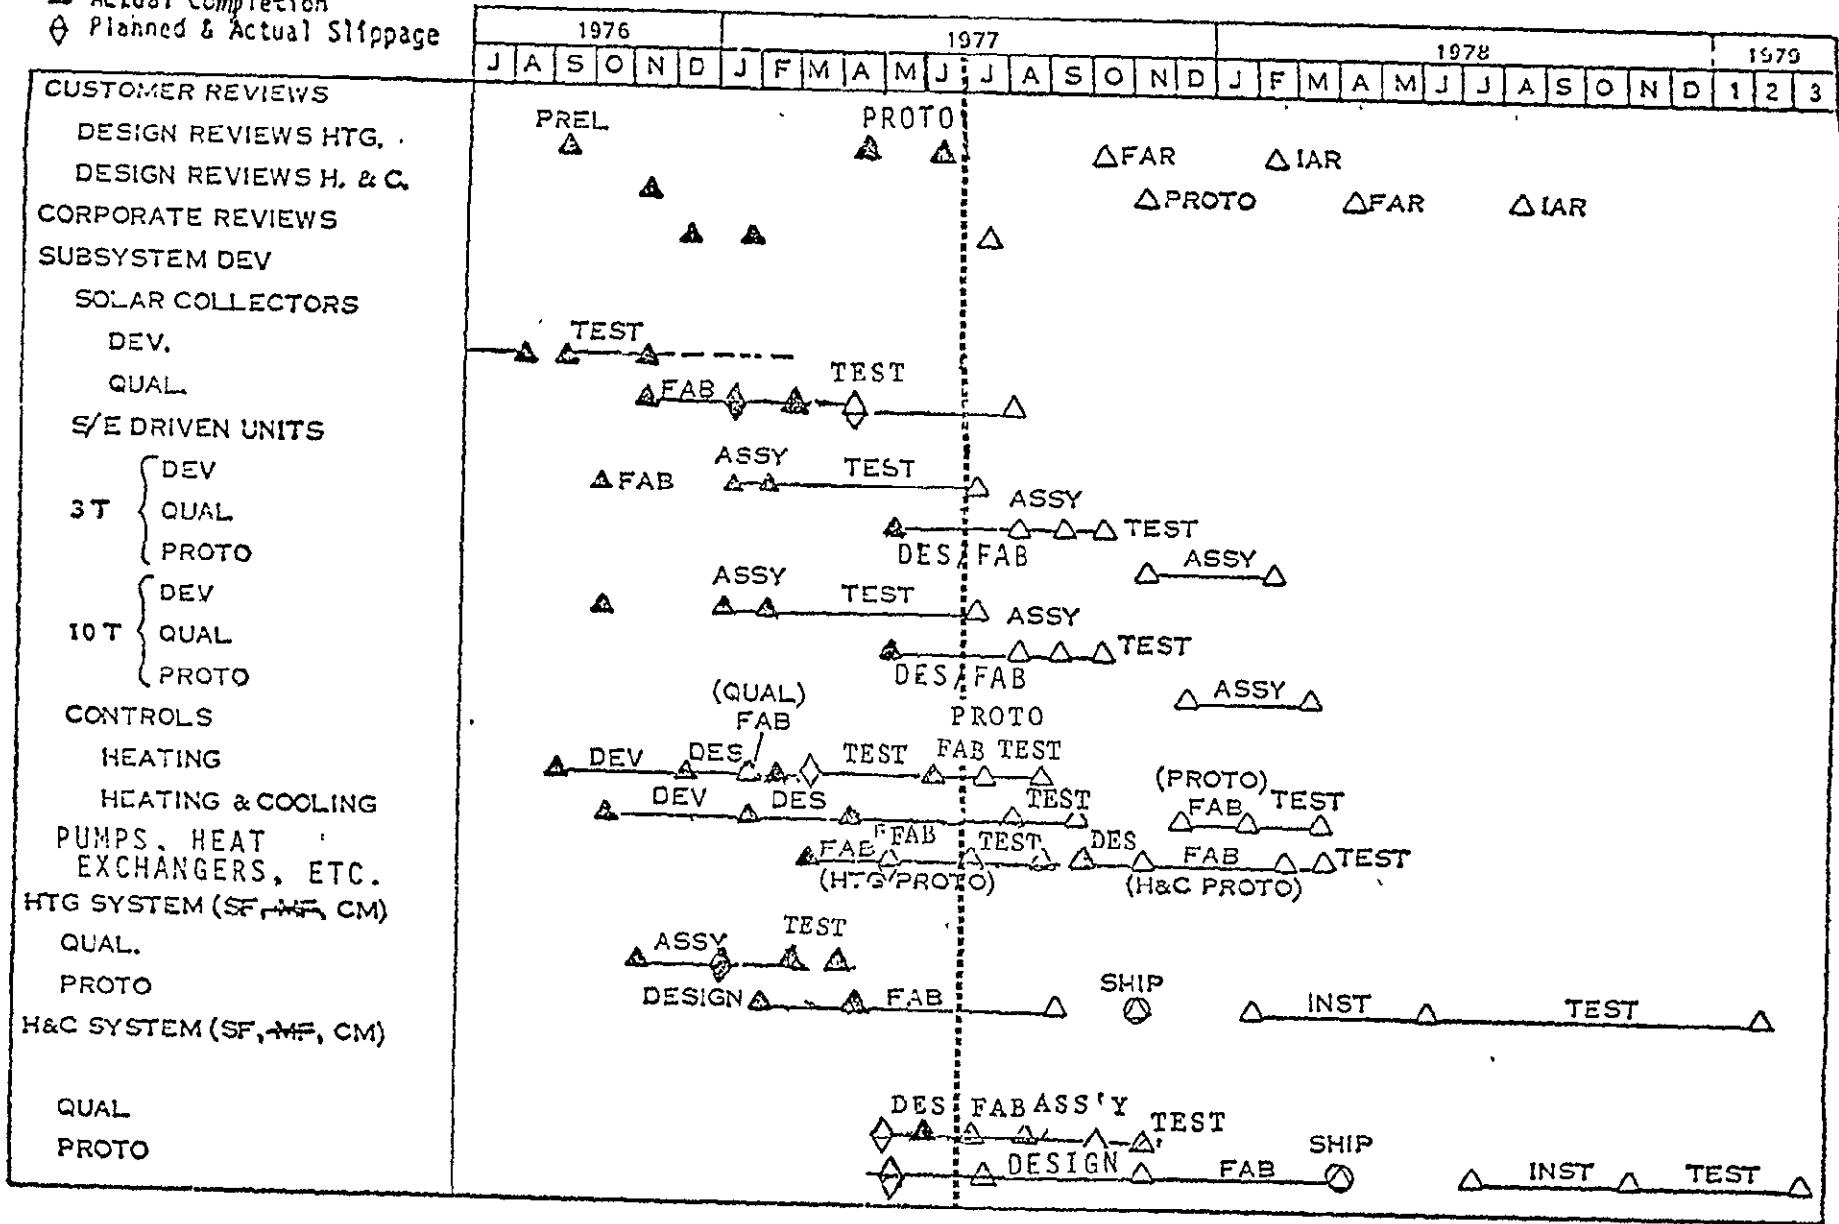 Actual Completion
Planned & Actual Slippage
1976 1977 1978 1979
J A S O N D J F M A M J J A S O N D J F M A M J J A S O N D 1 2 3
CUSTOMER REVIEWS
DESIGN REVIEWS HTG.
PREL PROTO FAR IAR
DESIGN REVIEWS H. & C.
PROTO FAR IAR
CORPORATE REVIEWS
SUBSYSTEM DEV
SOLAR COLLECTORS
DEV.
TEST
QUAL.
FAB TEST
S/E DRIVEN UNITS
3T
DEV
FAB ASSY TEST
QUAL
DES/FAB ASSY TEST
PROTO
ASSY
10T
DEV
ASSY TEST
QUAL
DES/FAB ASSY TEST
PROTO
ASSY
CONTROLS
HEATING
DEV DES (QUAL) FAB TEST PROTO FAB TEST
HEATING & COOLING
DEV DES FAB TEST (PROTO) FAB TEST
PUMPS, HEAT
EXCHANGERS, ETC.
FAB TEST DES FAB TEST
(HTG PROTO) (H&C PROTO)
HTG SYSTEM (SF, MF, CM)
QUAL.
ASSY TEST
PROTO
DESIGN FAB SHIP INST TEST
H&C SYSTEM (SF, MF, CM)
QUAL
DES FAB ASS'Y TEST
PROTO
DESIGN FAB SHIP INST TEST